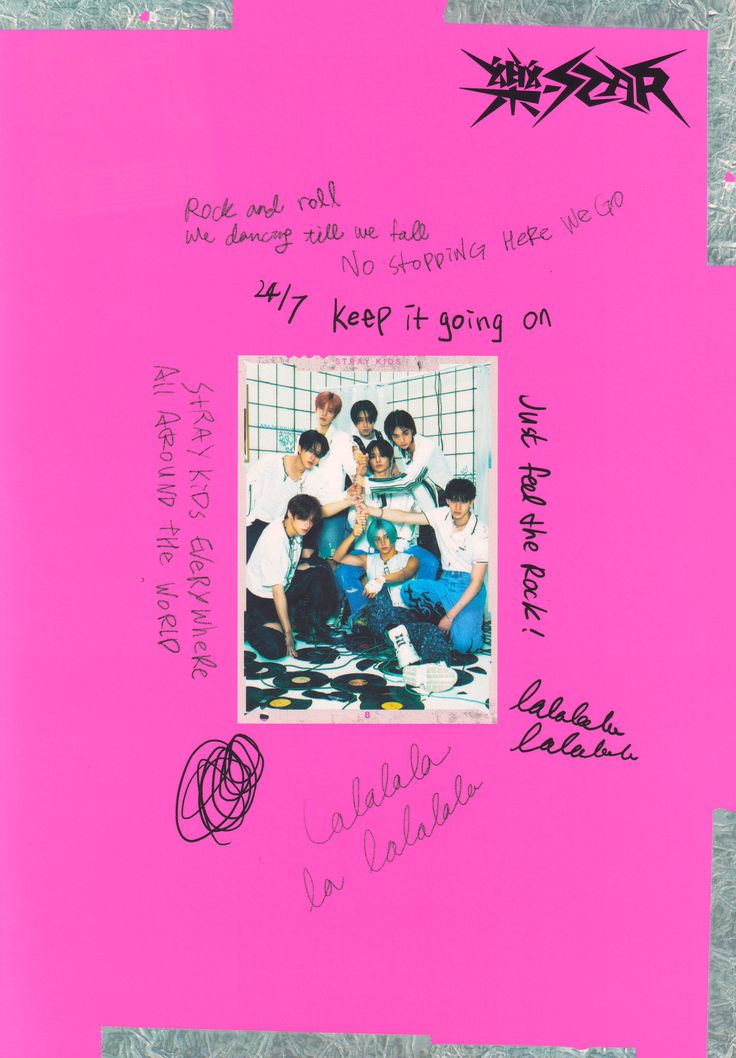 樂-STAR
Rock and roll
We dancing till we fall
No stopping Here We Go
24/7 keep it going on
STRAY KIDS
Stray Kids Everywhere
All Around the World
Just feel the Rock!
8
lalalala
lalalala
Lalalala
la lalalala